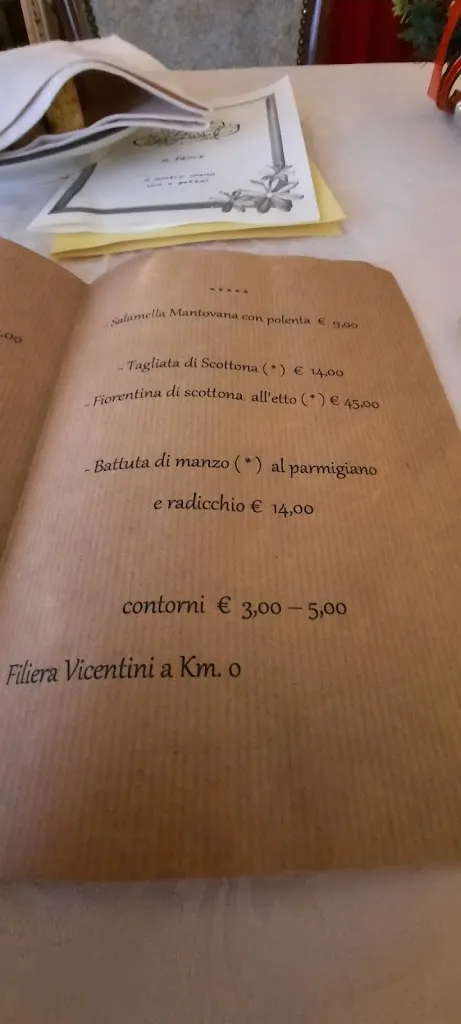 *****
- Salamella Mantovana con polenta € 9,00
- Tagliata di Scottona (*) € 14,00
- Fiorentina di scottona all'etto (*) € 45,00
- Battuta di manzo (*) al parmigiano
e radicchio € 14,00
contorni € 3,00 – 5,00
Filiera Vicentini a Km. 0